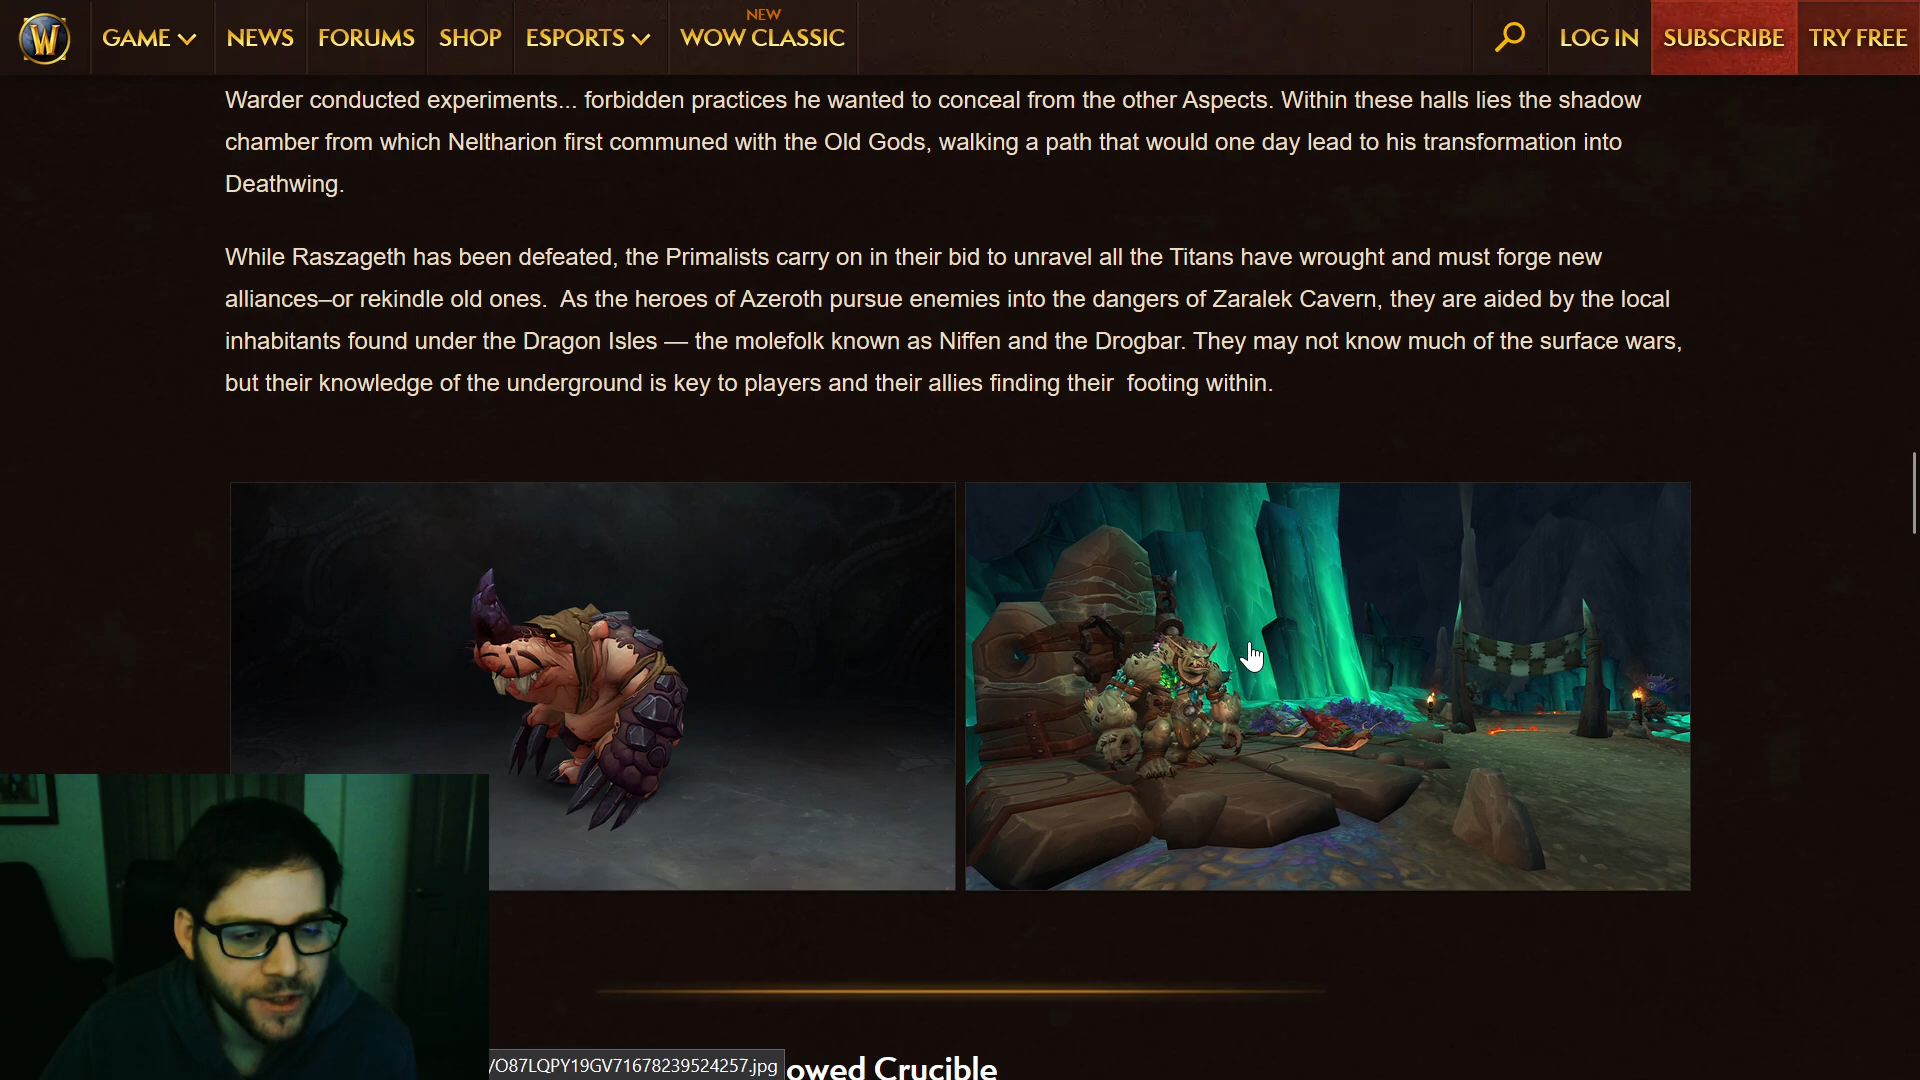 GAME NEWS FORUMS SHOP ESPORTS NEW WOW CLASSIC LOG IN SUBSCRIBE TRY FREE
Warder conducted experiments... forbidden practices he wanted to conceal from the other Aspects. Within these halls lies the shadow
chamber from which Neltharion first communed with the Old Gods, walking a path that would one day lead to his transformation into
Deathwing.
While Raszageth has been defeated, the Primalists carry on in their bid to unravel all the Titans have wrought and must forge new
alliances–or rekindle old ones.  As the heroes of Azeroth pursue enemies into the dangers of Zaralek Cavern, they are aided by the local
inhabitants found under the Dragon Isles — the molefolk known as Niffen and the Drogbar. They may not know much of the surface wars,
but their knowledge of the underground is key to players and their allies finding their  footing within.
/O87LQPY19GV71678239524257.jpg
owed Crucible